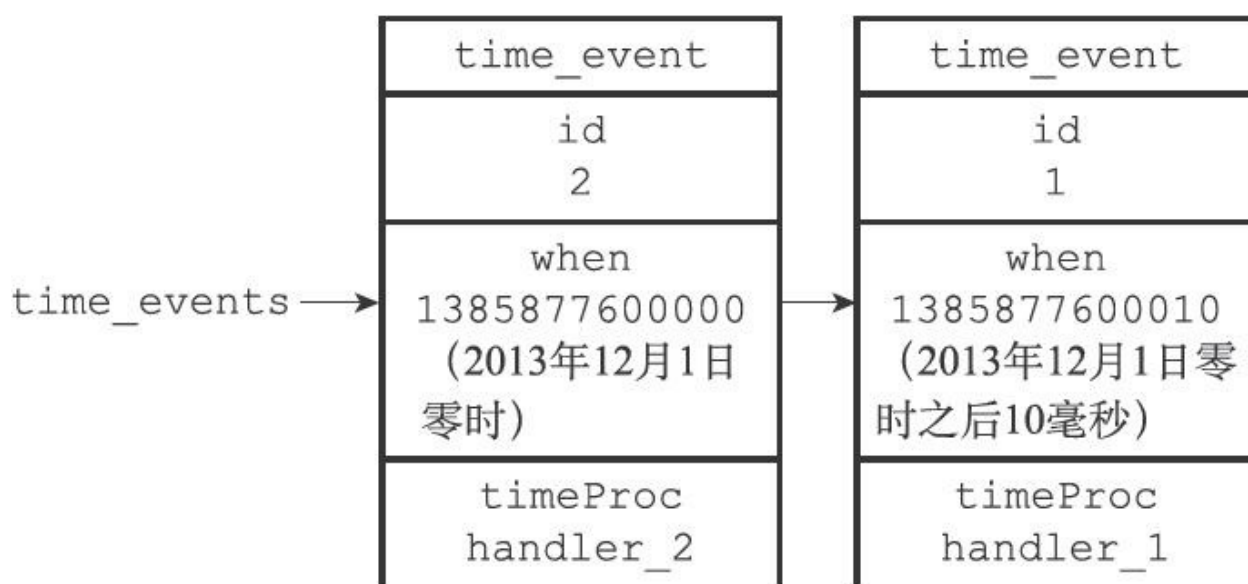 time_events
time_event
id
2
when
1385877600000
（2013年12月1日
零时）
timeProc
handler_2
time_event
id
1
when
1385877600010
（2013年12月1日零
时之后10毫秒）
timeProc
handler_1